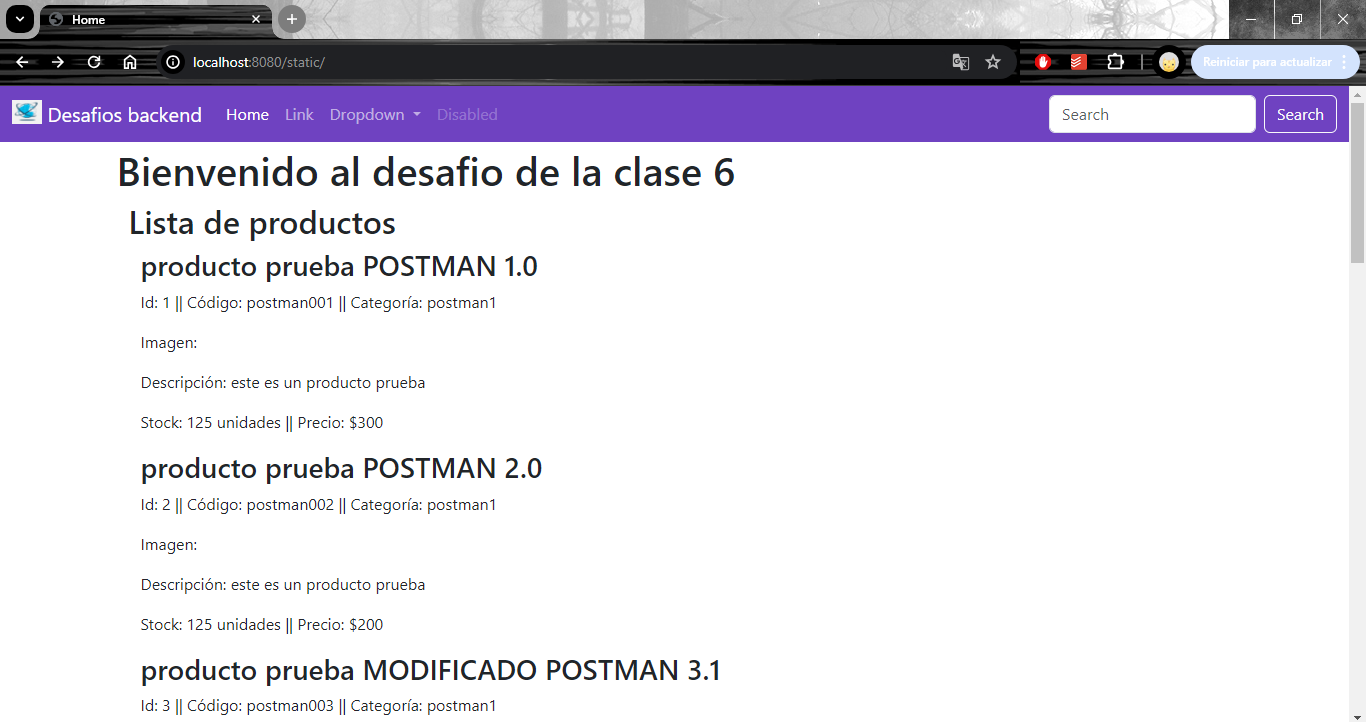 Home
localhost:8080/static/
Reiniciar para actualizar
Desafios backend Home Link Dropdown Disabled Search Search
Bienvenido al desafio de la clase 6
Lista de productos
producto prueba POSTMAN 1.0
Id: 1 || Código: postman001 || Categoría: postman1
Imagen:
Descripción: este es un producto prueba
Stock: 125 unidades || Precio: $300
producto prueba POSTMAN 2.0
Id: 2 || Código: postman002 || Categoría: postman1
Imagen:
Descripción: este es un producto prueba
Stock: 125 unidades || Precio: $200
producto prueba MODIFICADO POSTMAN 3.1
Id: 3 || Código: postman003 || Categoría: postman1